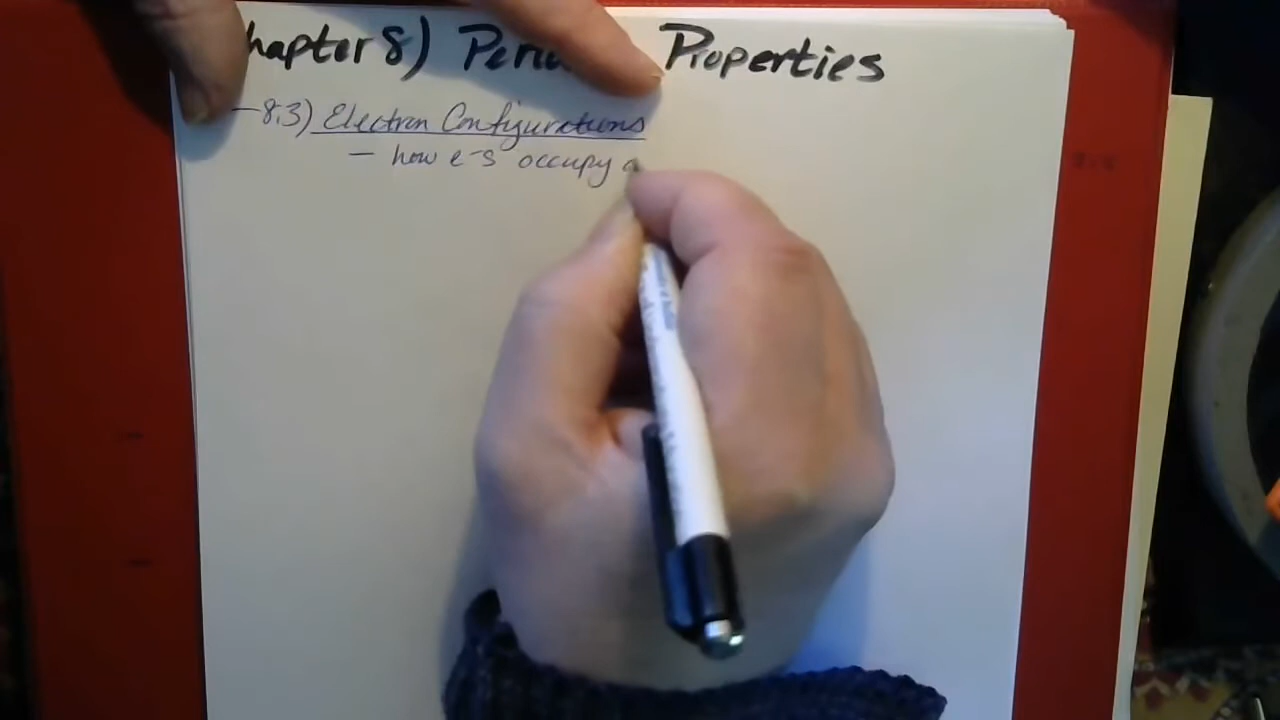 hapter 8) Peri Properties
- 8.3) Electron Configurations
- how e-s occupy